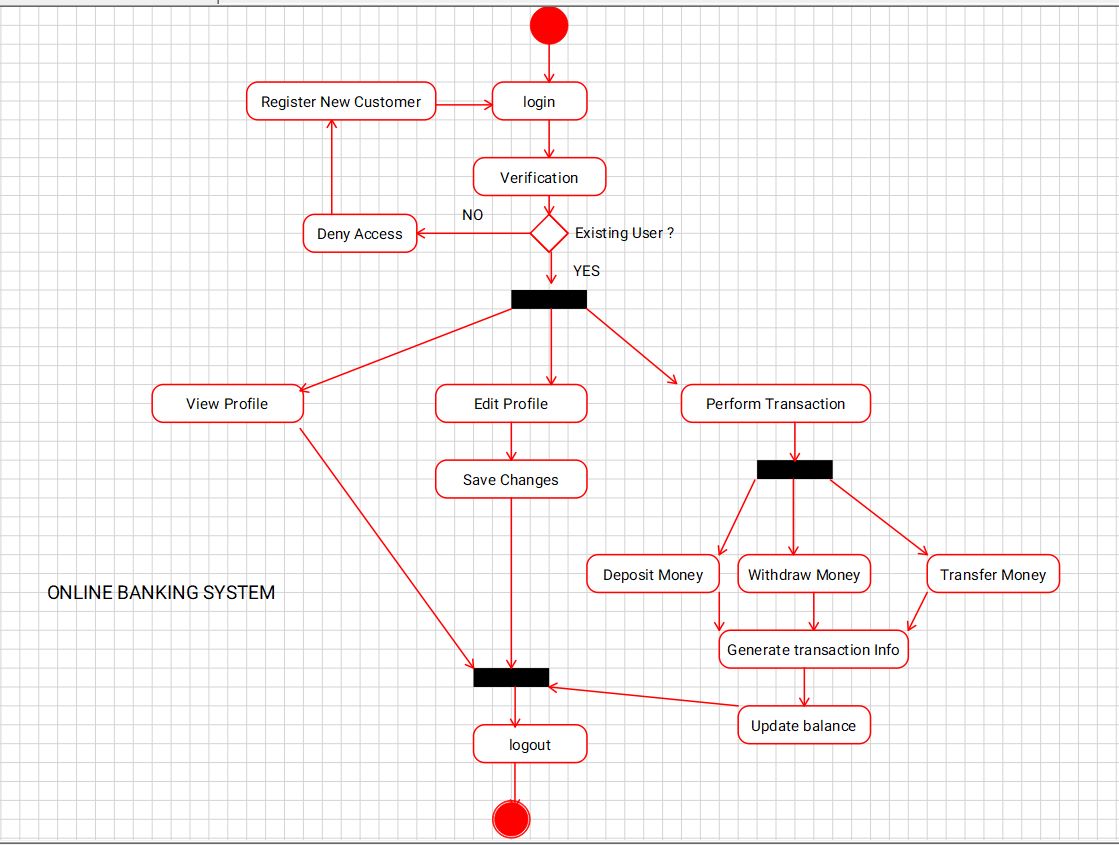 Register New Customer
login
Verification
NO
Deny Access
Existing User ?
YES
View Profile
Edit Profile
Perform Transaction
Save Changes
Deposit Money
Withdraw Money
Transfer Money
ONLINE BANKING SYSTEM
Generate transaction Info
Update balance
logout